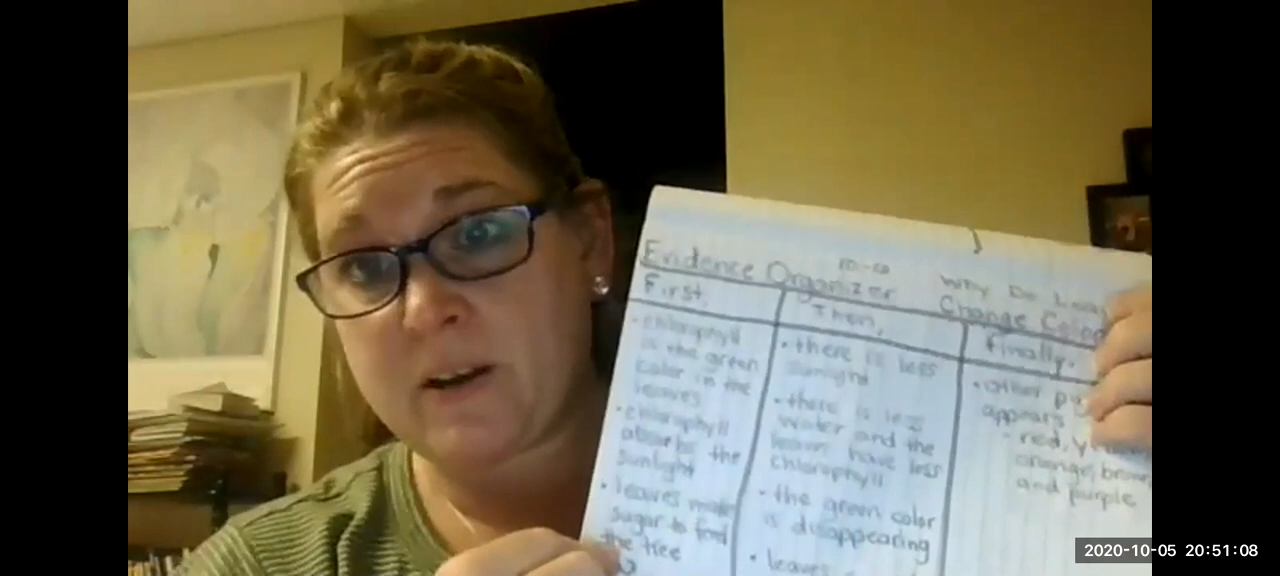 10-20
Evidence Organizer
Why Do Leaves
Change Color
First,
• chlorophyll
is the green
color in the
leaves
• chlorophyll
absorbs the
sunlight
• leaves make
sugar to feed
the tree
Then,
• there is less
sunlight
• there is less
water and the
leaves have less
chlorophyll
• the green color
is disappearing
• leaves
Finally,
• other
appears
- red,
orange, brown
and purple
2020-10-05 20:51:08